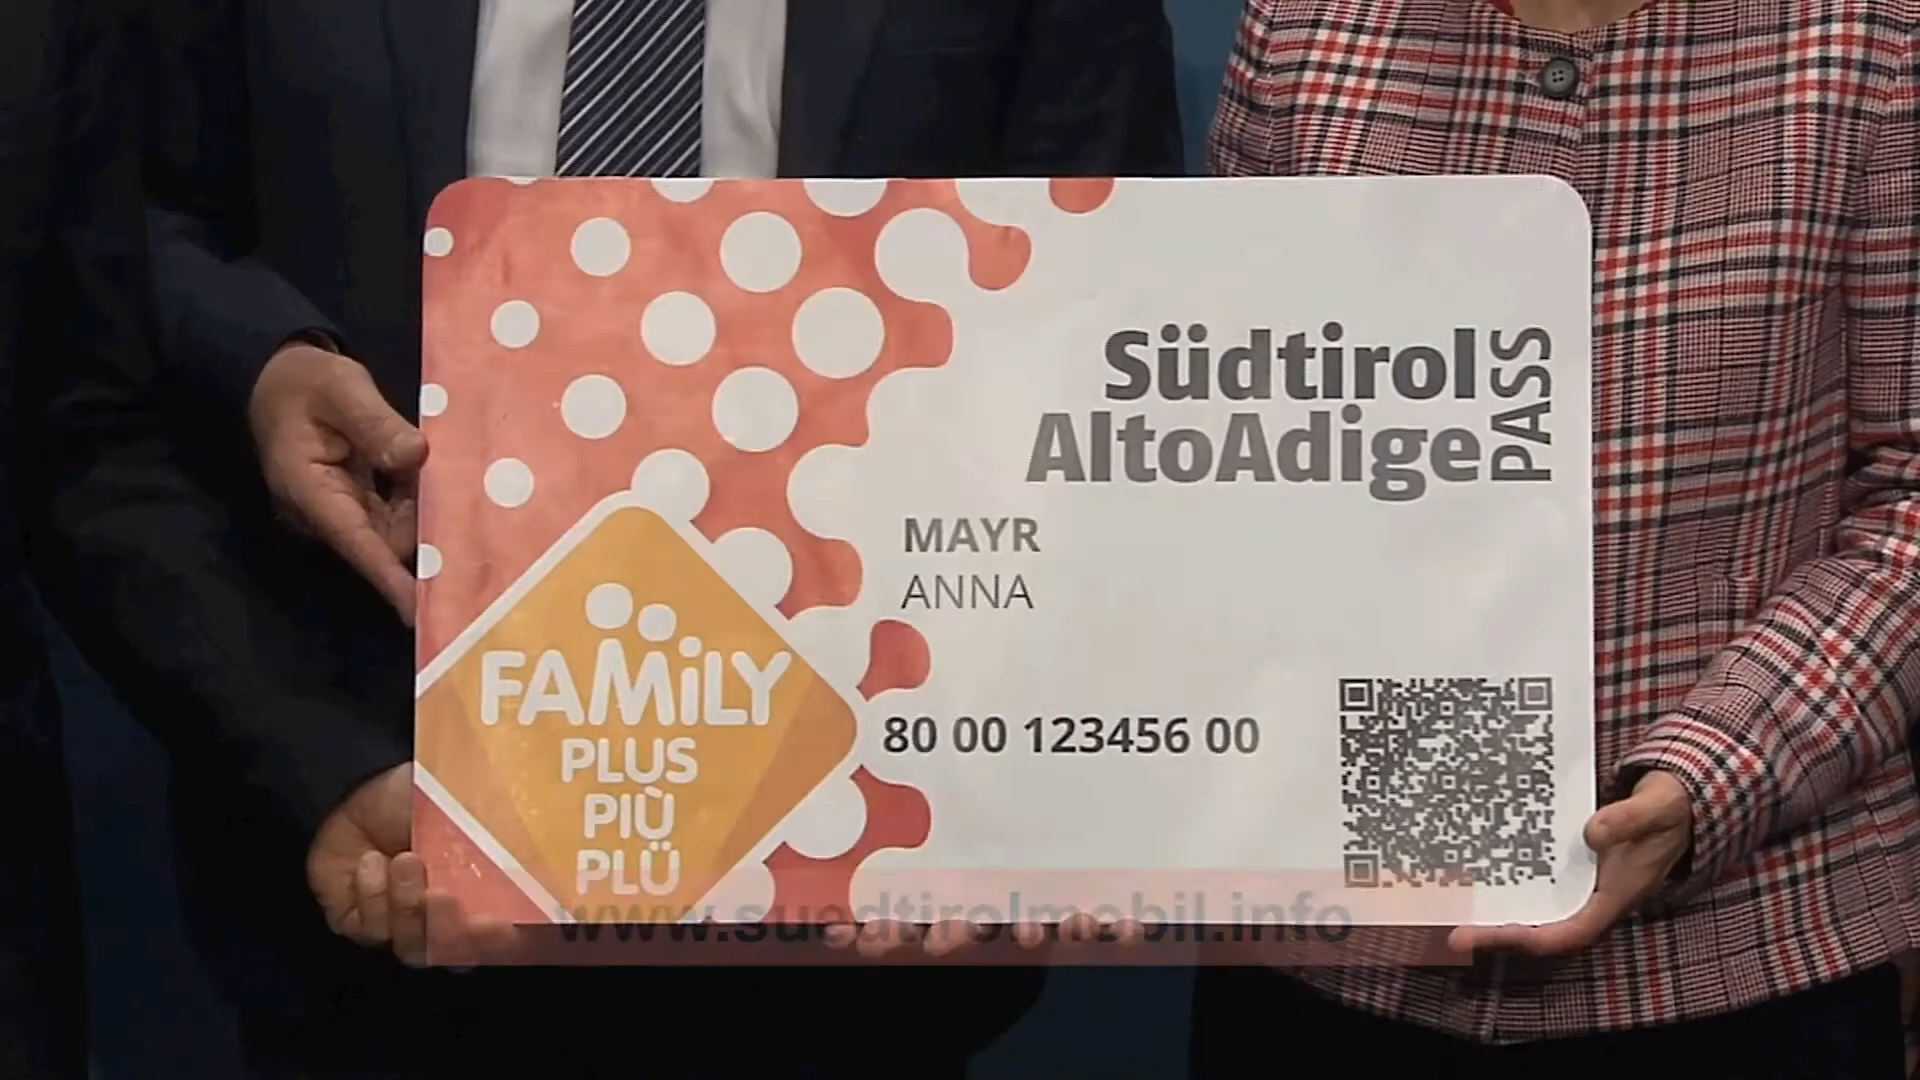 Südtirol
AltoAdige
PASS
MAYR
ANNA
FAMiLY
PLUS
PIÙ
PLÜ
80 00 123456 00
www.suedtirolmobil.info